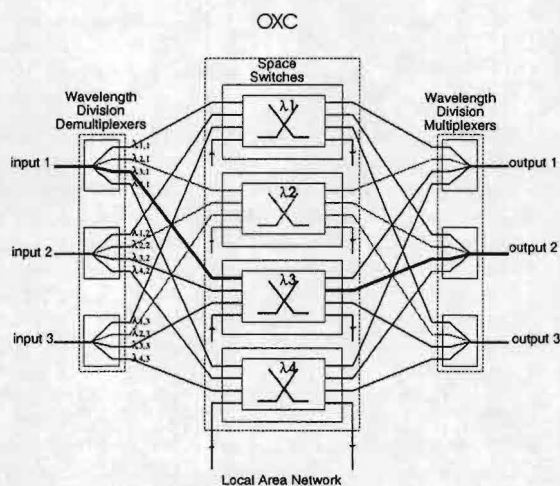 OXC
Space
Switches
Wavelength
Division
Demultiplexers
Wavelength
Division
Multiplexers
λ1
λ2
λ3
λ4
input 1
λ1,1
λ2,1
λ3,1
λ4,1
input 2
λ1,2
λ2,2
λ3,2
λ4,2
input 3
λ1,3
λ2,3
λ3,3
λ4,3
output 1
output 2
output 3
Local Area Network